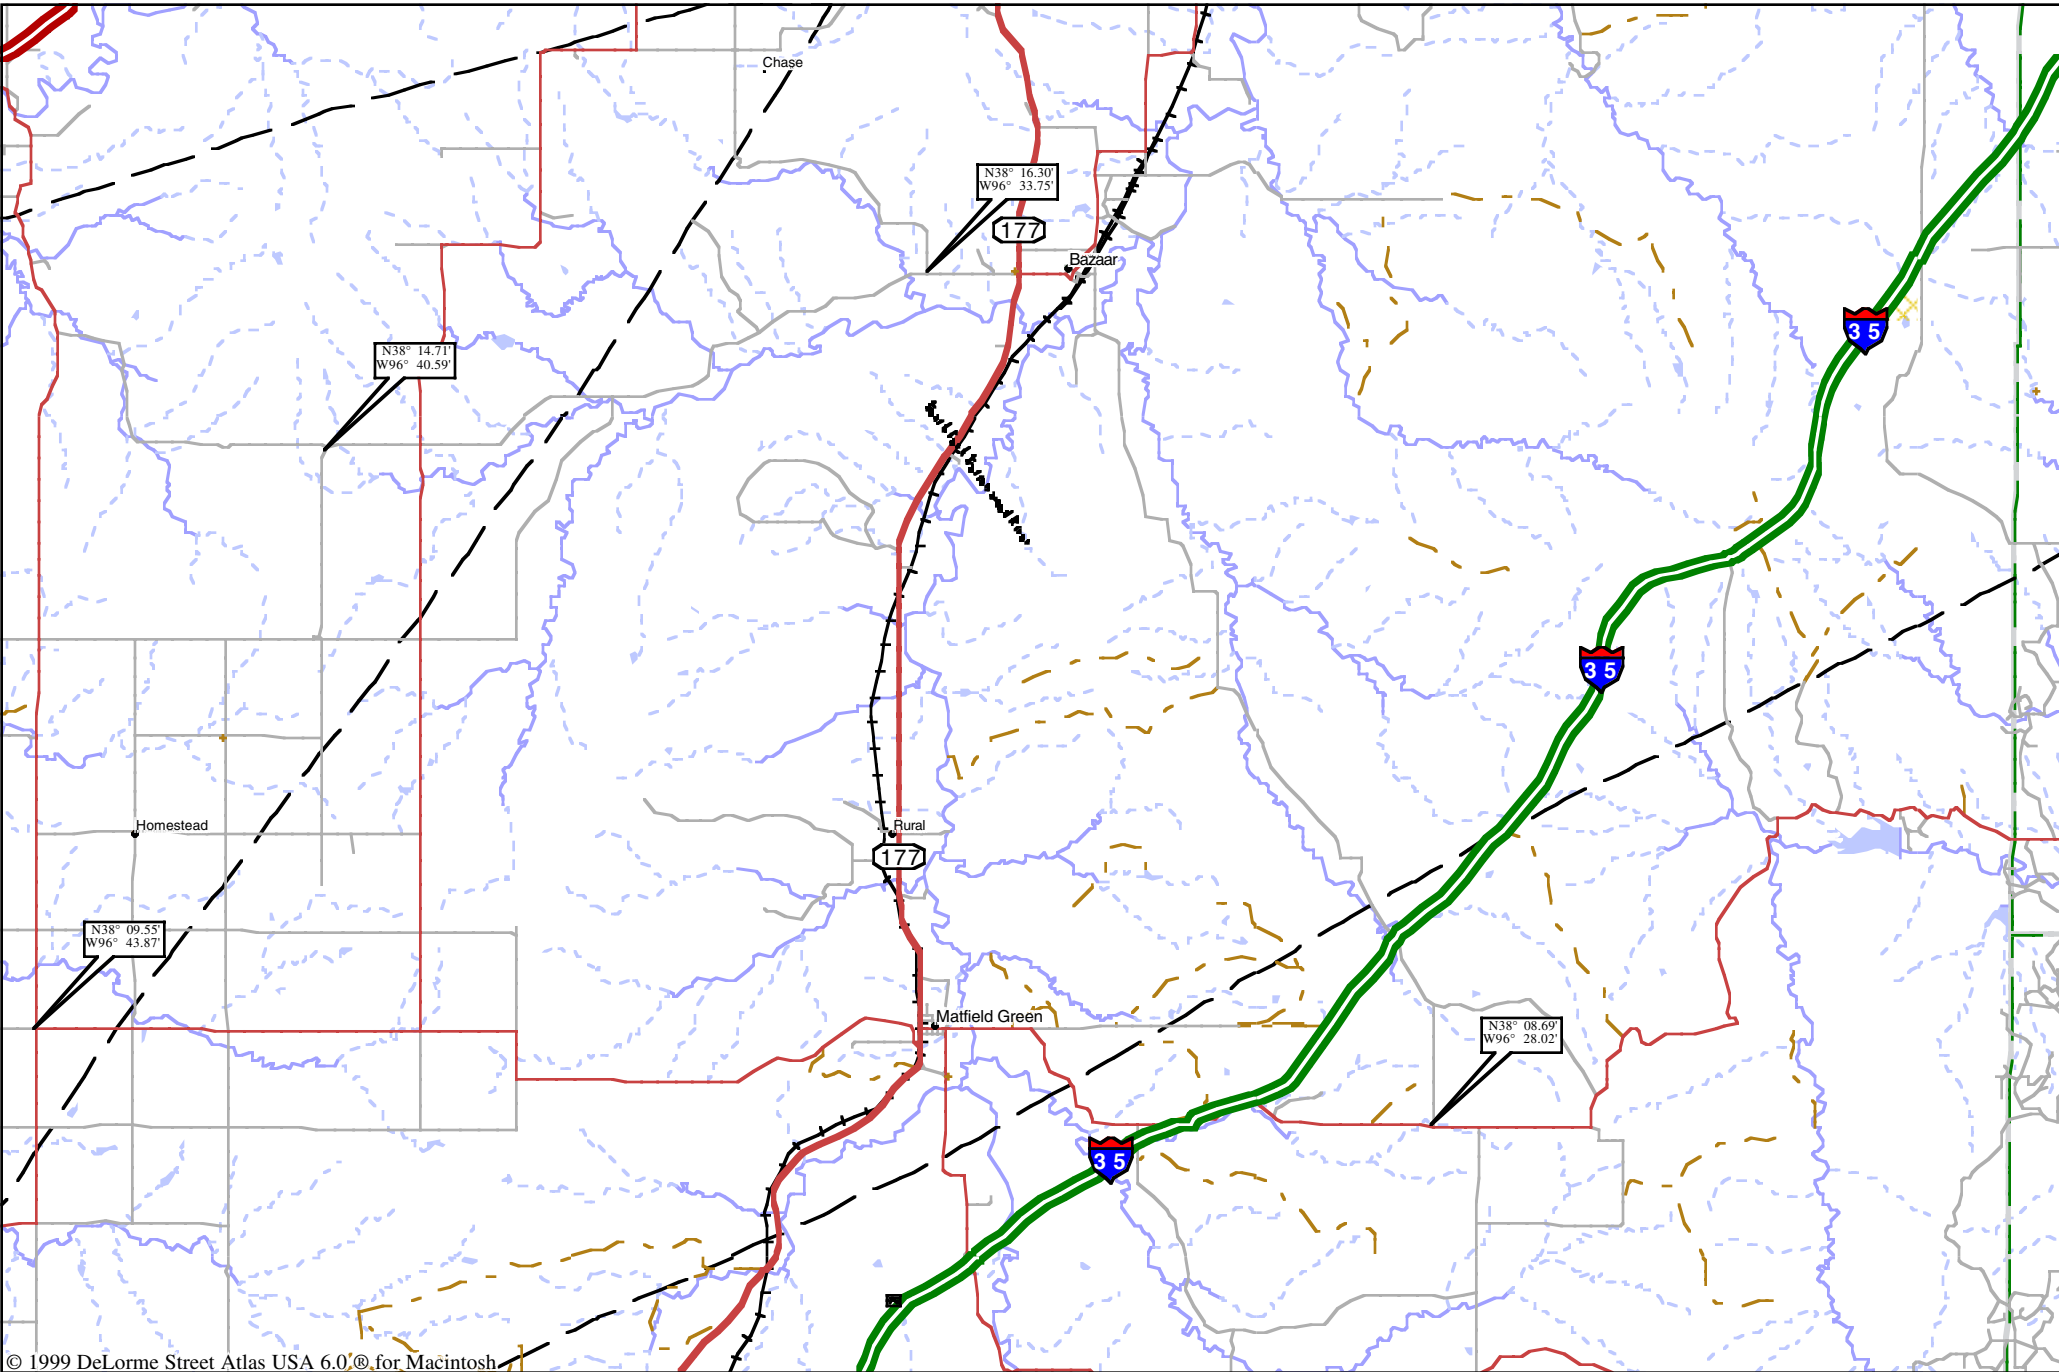 Chase
N38° 16.30'
W96° 33.75'
177
Bazaar
35
N38° 14.71'
W96° 40.59'
35
Homestead
Rural
177
N38° 09.55'
W96° 43.87'
Matfield Green
N38° 08.69'
W96° 28.02'
35
© 1999 DeLorme Street Atlas USA 6.0 ® for Macintosh